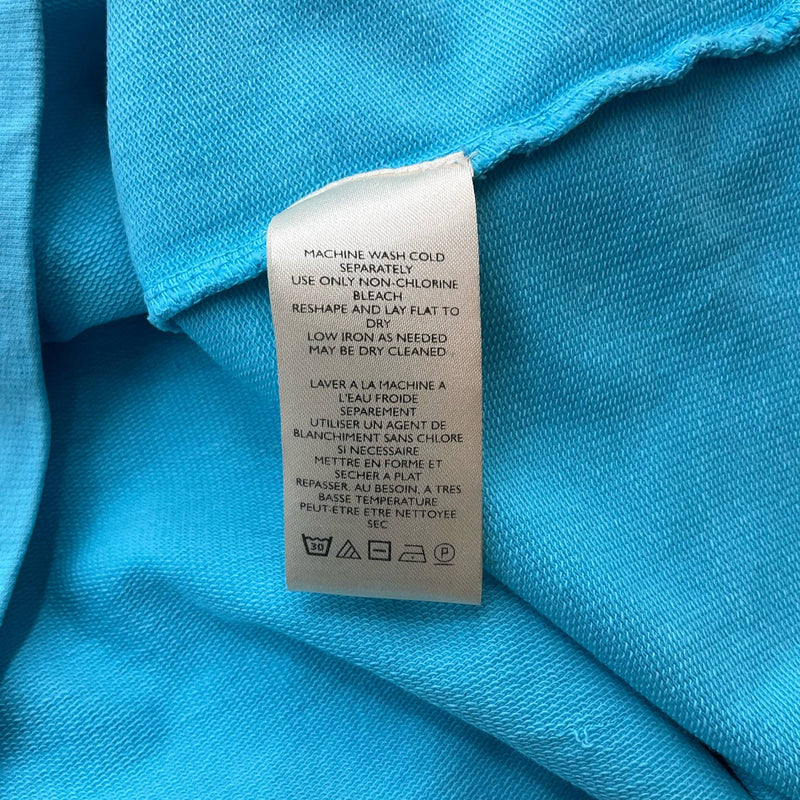 MACHINE WASH COLD
SEPARATELY
USE ONLY NON-CHLORINE
BLEACH
RESHAPE AND LAY FLAT TO
DRY
LOW IRON AS NEEDED
MAY BE DRY CLEANED
LAVER A LA MACHINE A
L'EAU FROIDE
SEPAREMENT
UTILISER UN AGENT DE
BLANCHIMENT SANS CHLORE
SI NECESSAIRE
METTRE EN FORME ET
SECHER A PLAT
REPASSER, AU BESOIN, A TRES
BASSE TEMPERATURE
PEUT-ETRE ETRE NETTOYEE
SEC
30 P